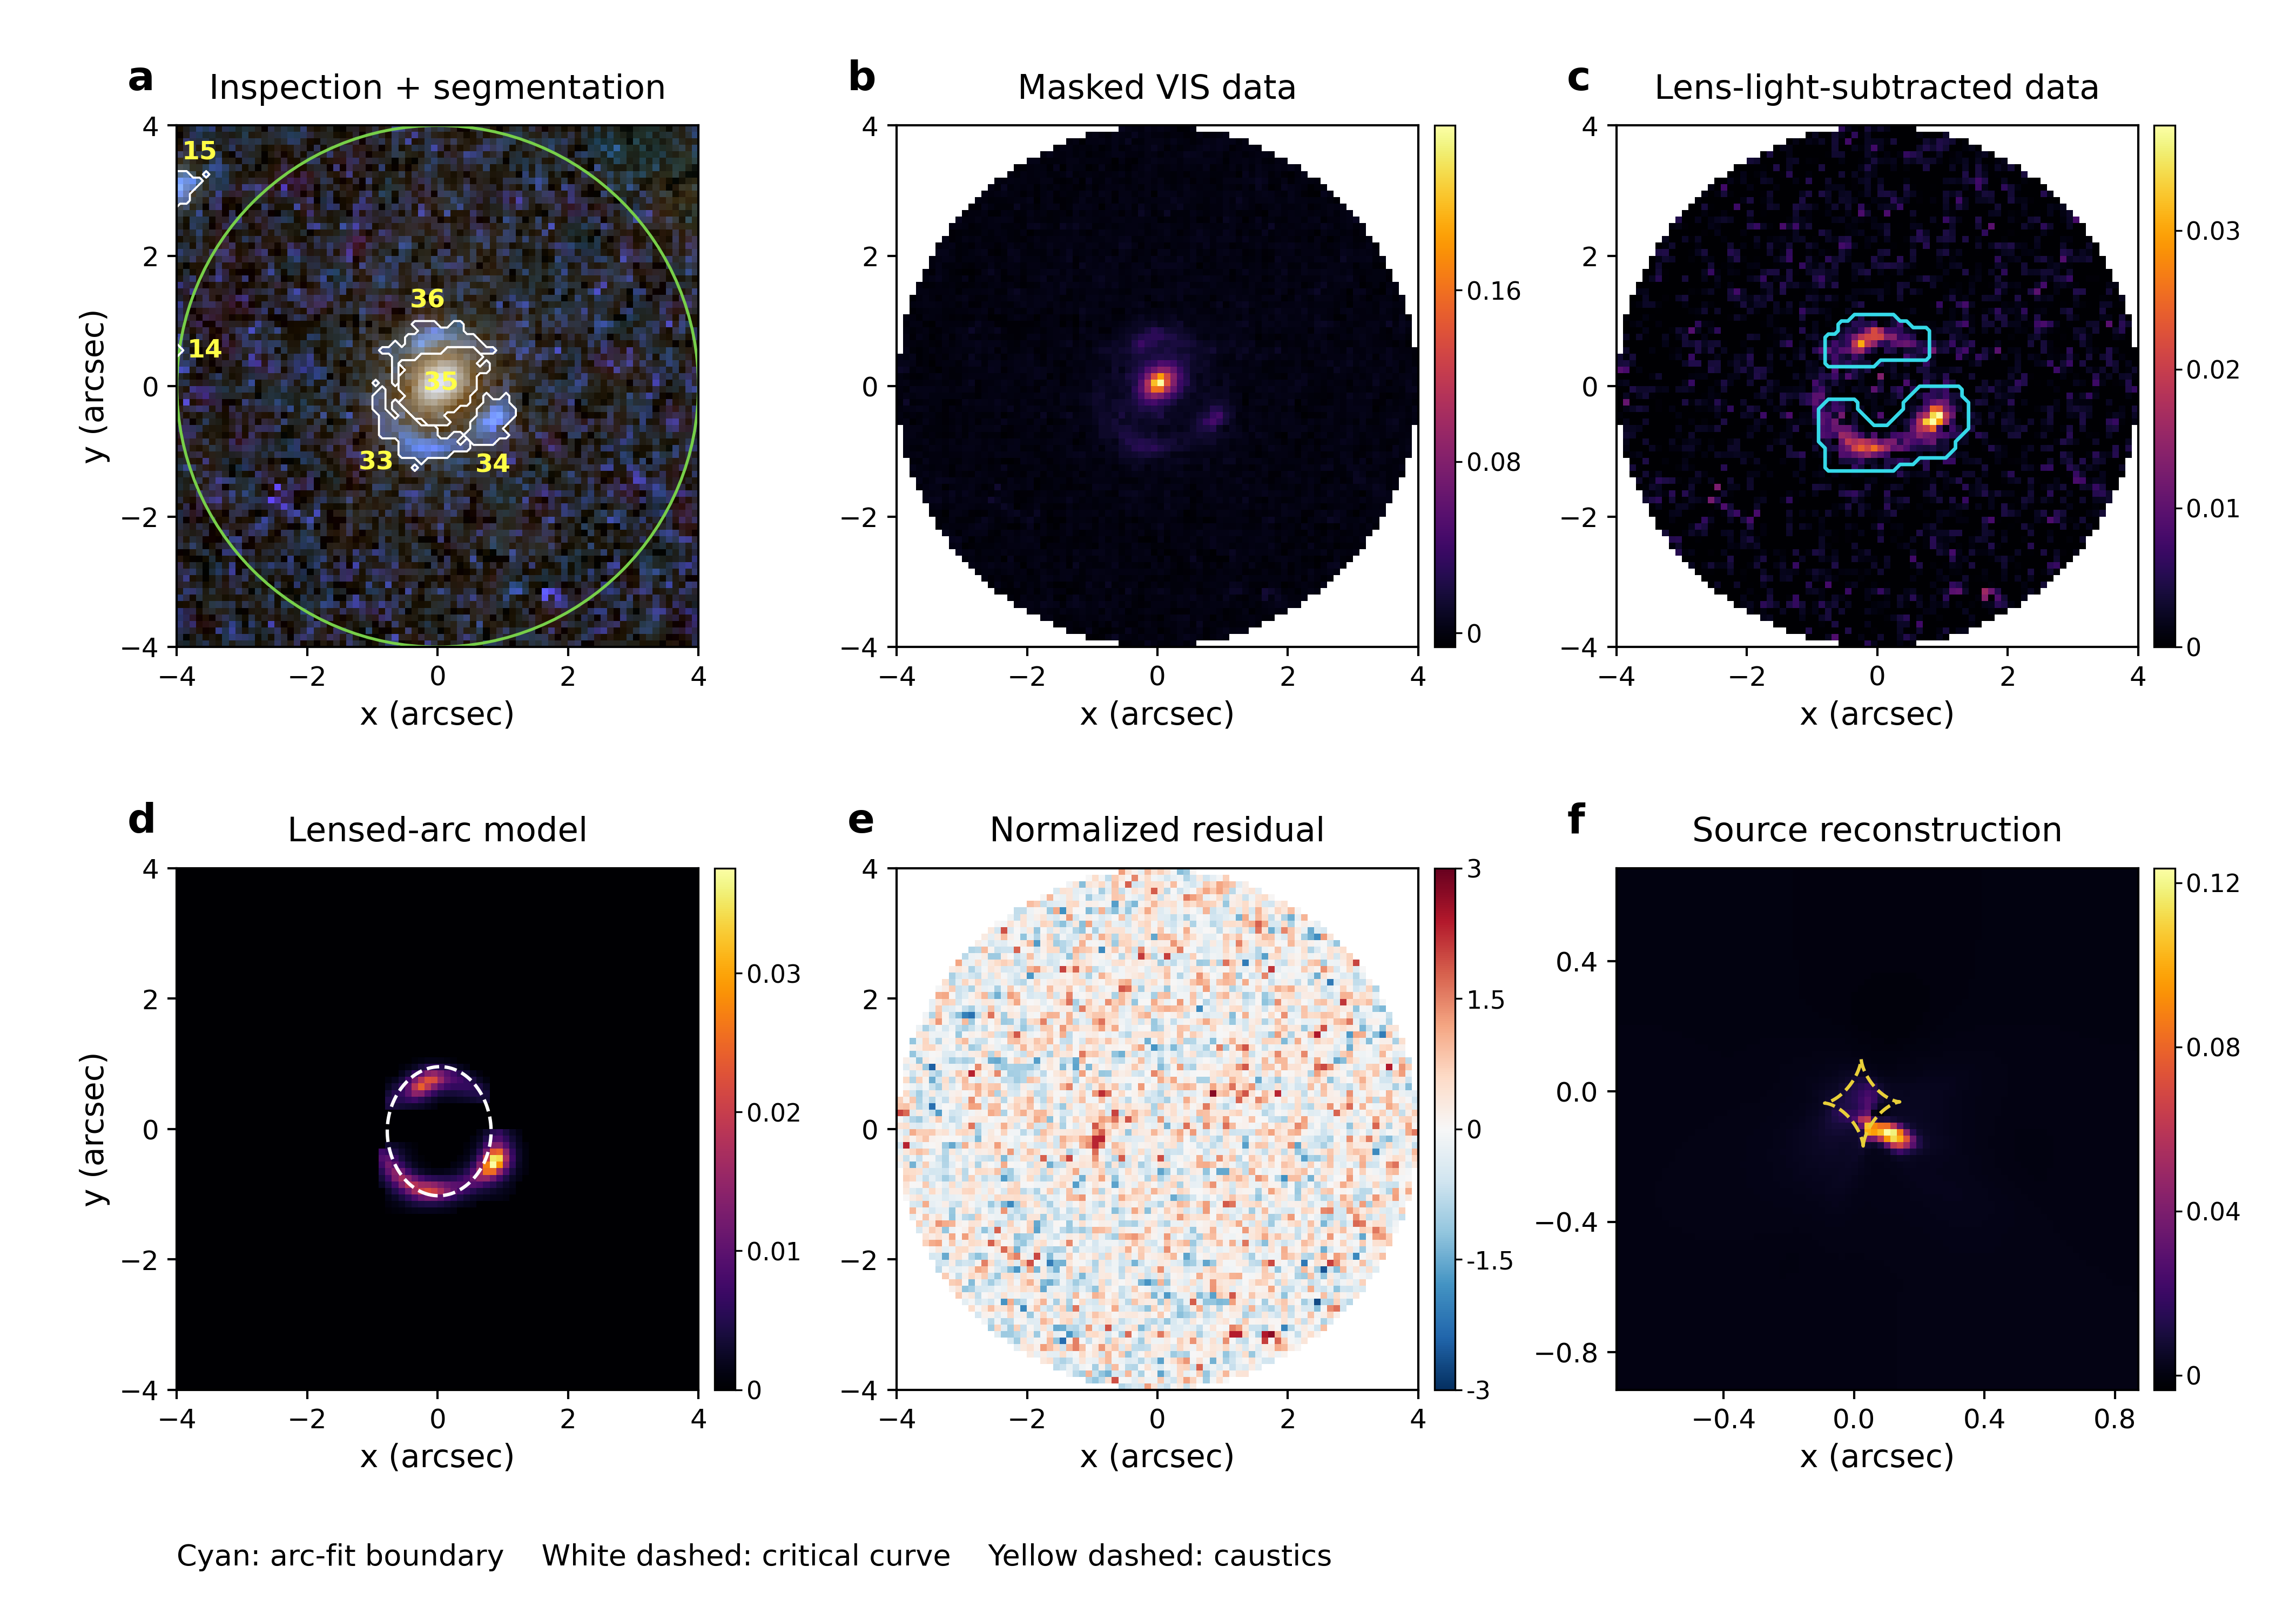 a Inspection + segmentation
4
2
0
−2
−4
−4 −2 0 2 4
x (arcsec)
y (arcsec)
15
14
36
35
33
34
b Masked VIS data
4
2
0
−2
−4
−4 −2 0 2 4
x (arcsec)
0.16
0.08
0
c Lens-light-subtracted data
4
2
0
−2
−4
−4 −2 0 2 4
x (arcsec)
0.03
0.02
0.01
0
d Lensed-arc model
4
2
0
−2
−4
−4 −2 0 2 4
x (arcsec)
y (arcsec)
0.03
0.02
0.01
0
e Normalized residual
4
2
0
−2
−4
−4 −2 0 2 4
x (arcsec)
3
1.5
0
-1.5
-3
f Source reconstruction
0.4
0.0
−0.4
−0.8
−0.4 0.0 0.4 0.8
x (arcsec)
0.12
0.08
0.04
0
Cyan: arc-fit boundary White dashed: critical curve Yellow dashed: caustics